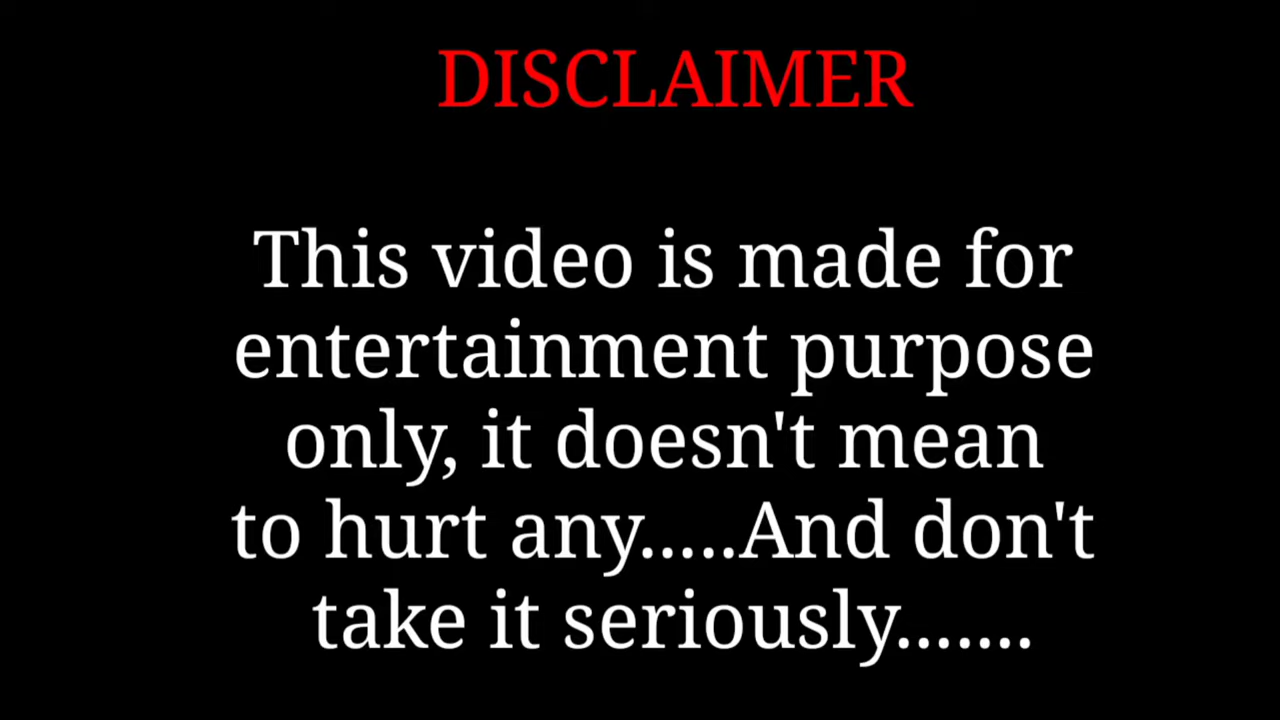 DISCLAIMER
This video is made for
entertainment purpose
only, it doesn't mean
to hurt any.....And don't
take it seriously.......